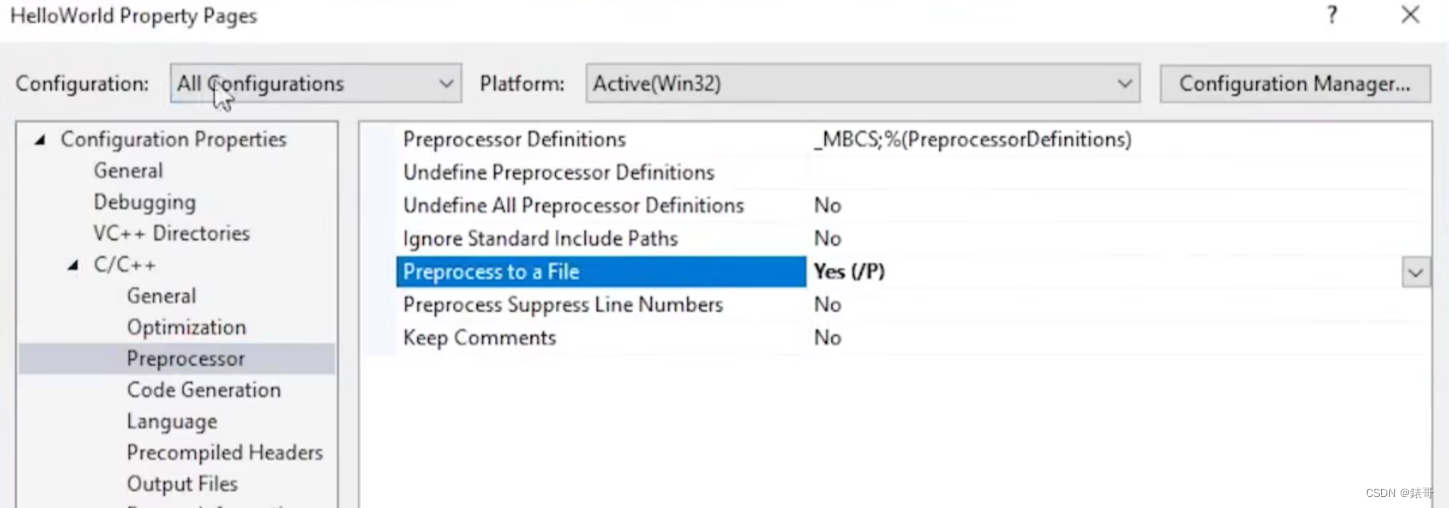 HelloWorld Property Pages ? ×
Configuration: All Configurations Platform: Active(Win32) Configuration Manager...
Configuration Properties
General
Debugging
VC++ Directories
C/C++
General
Optimization
Preprocessor
Code Generation
Language
Precompiled Headers
Output Files
Preprocessor Definitions _MBCS;%(PreprocessorDefinitions)
Undefine Preprocessor Definitions
Undefine All Preprocessor Definitions No
Ignore Standard Include Paths No
Preprocess to a File Yes (/P)
Preprocess Suppress Line Numbers No
Keep Comments No
CSDN @錶哥